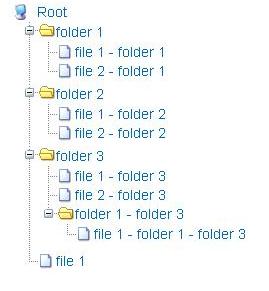 Root
folder 1
file 1 - folder 1
file 2 - folder 1
folder 2
file 1 - folder 2
file 2 - folder 2
folder 3
file 1 - folder 3
file 2 - folder 3
folder 1 - folder 3
file 1 - folder 1 - folder 3
file 1